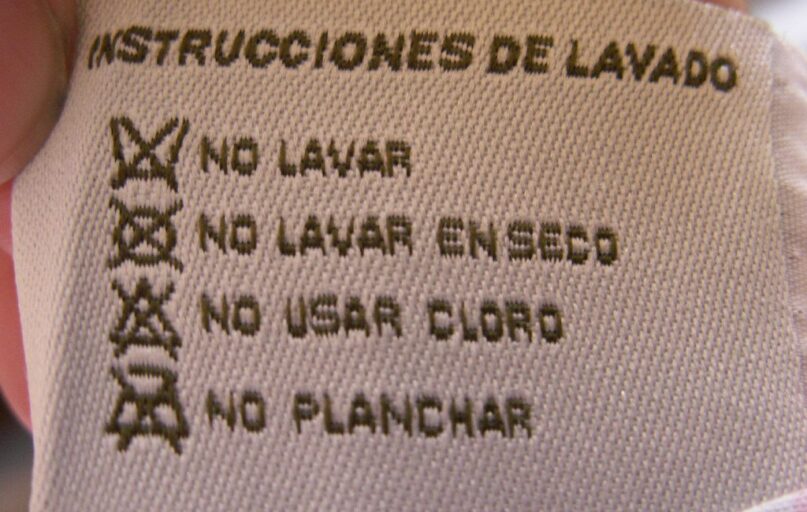 INSTRUCCIONES DE LAVADO
NO LAVAR
NO LAVAR EN SECO
NO USAR CLORO
NO PLANCHAR